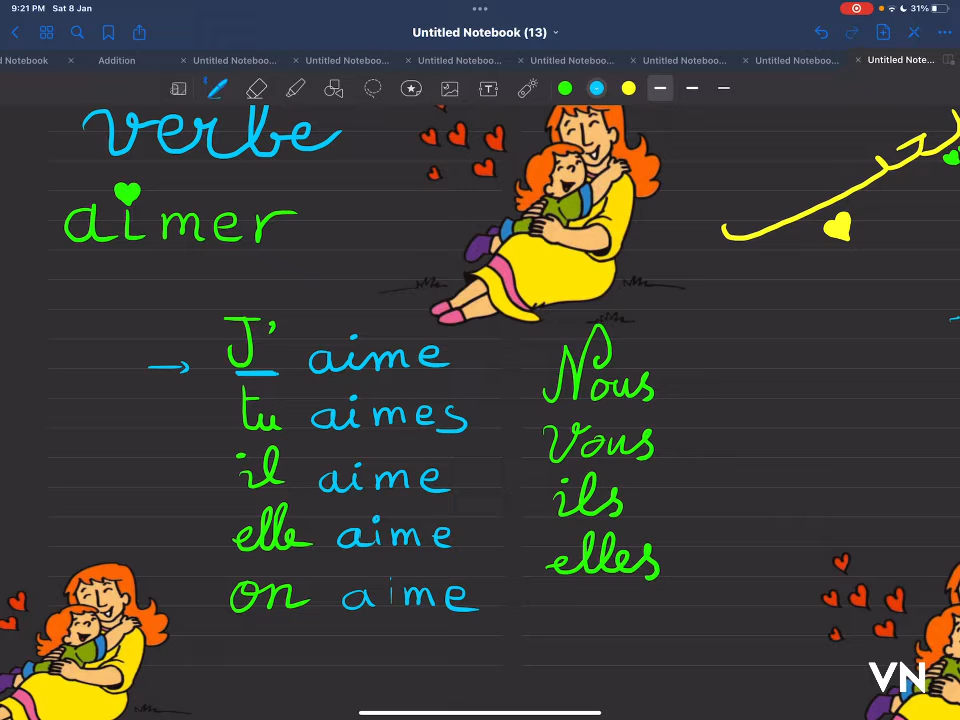 9:21 PM Sat 8 Jan
31%
Untitled Notebook (13)
d Notebook
Addition
Untitled Noteboo...
Untitled Noteboo...
Untitled Noteboo...
Untitled Noteboo...
Untitled Noteboo...
Untitled Noteboo...
Untitled Note...
verbe
aimer
J' aime
tu aimes
il aime
elle aime
on aime
Nous
Vous
ils
elles
VN